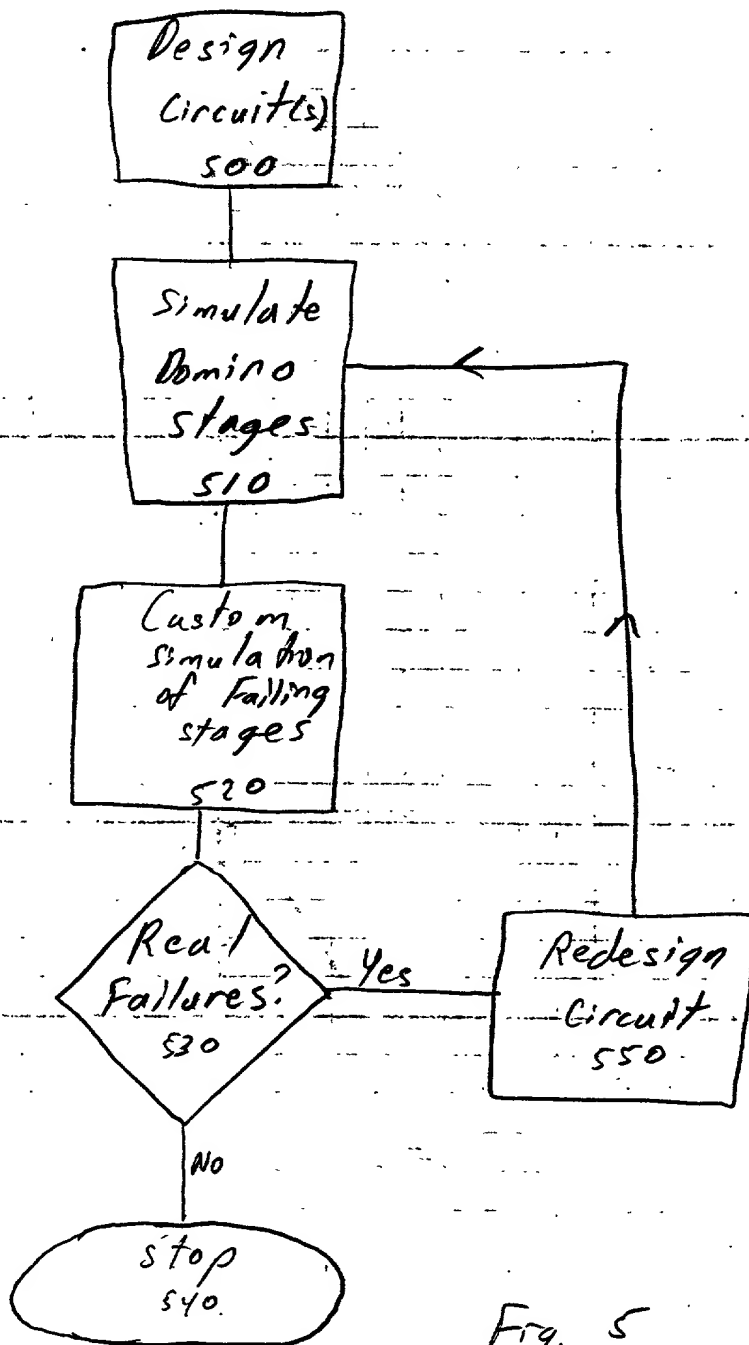 Design
Circuit(s)
500
Simulate
Domino
stages
510
Custom
simulation
of Failing
stages
520
Real
Failures?
530
Yes
Redesign
Circuit
550
No
stop
540
Fig. 5